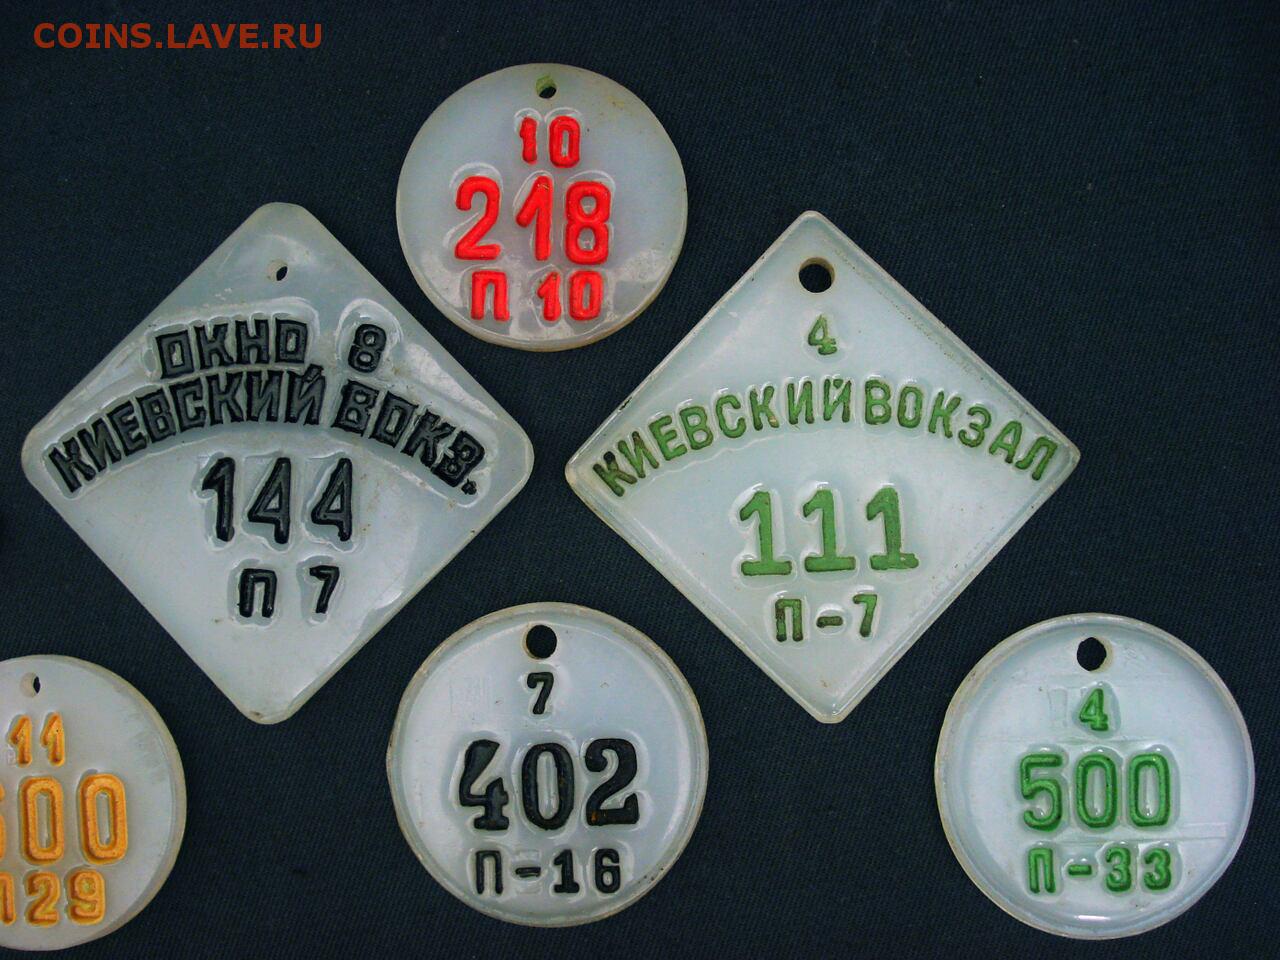 COINS.LAVE.RU
10
218
П 10
ОКНО 8
КИЕВСКИЙ ВОКЗ.
144
П 7
4
КИЕВСКИЙ ВОКЗАЛ
111
П-7
11
29
7
402
П-16
4
500
П-33